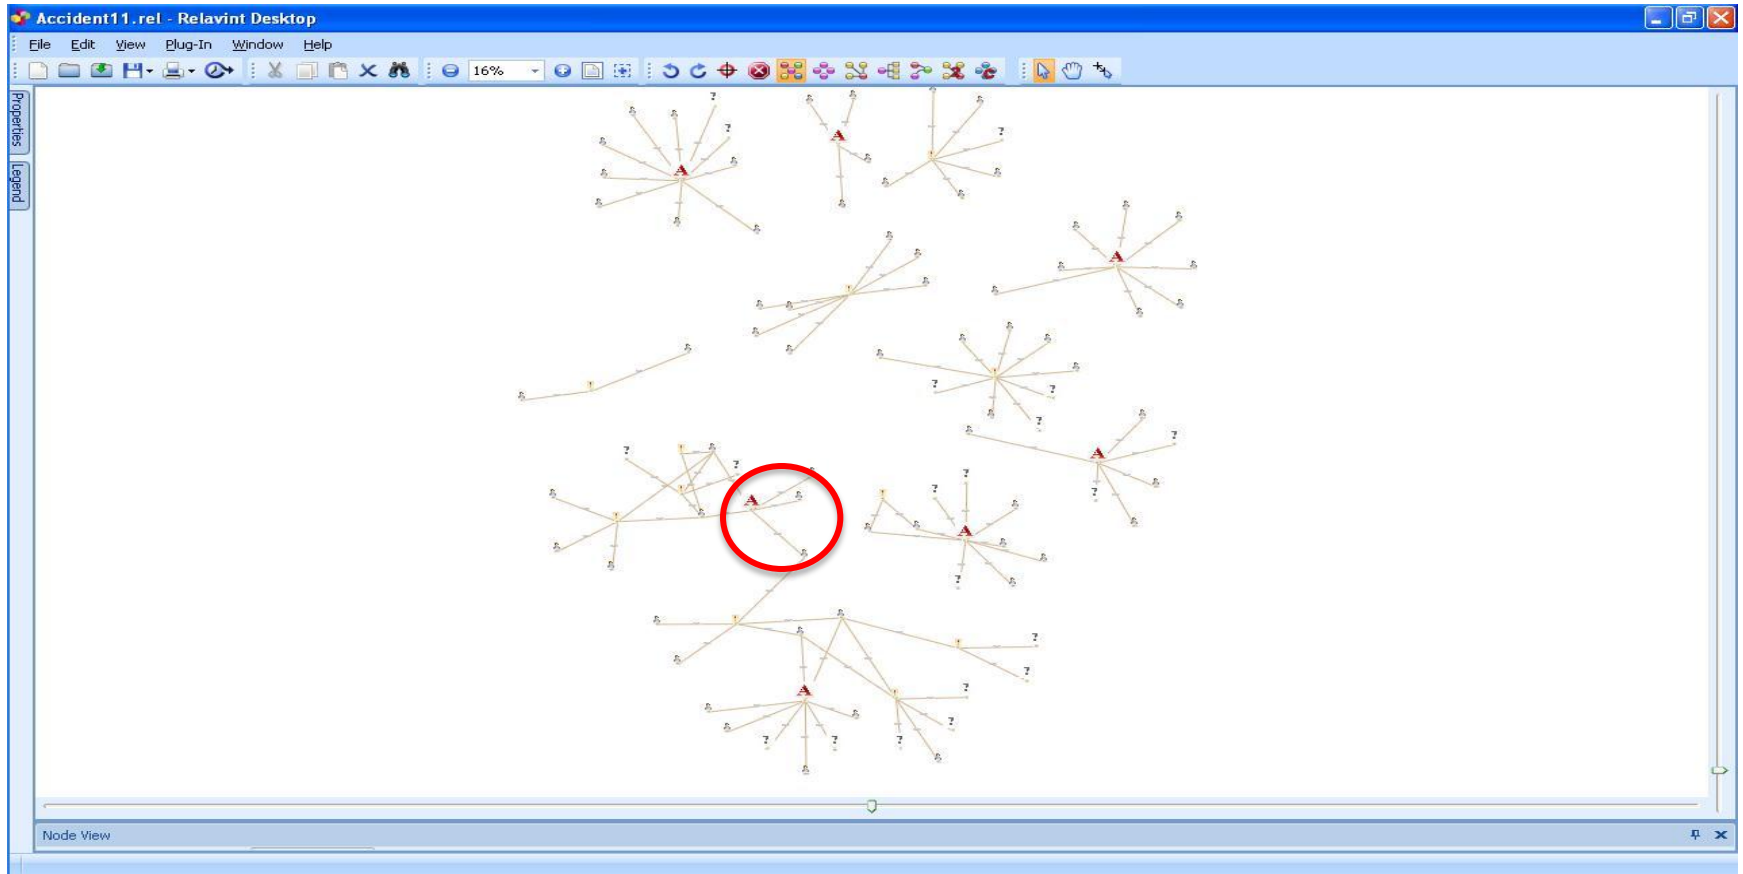 Accident11.rel - Relavint Desktop
File Edit View Plug-In Window Help
16%
Properties
Legend
?
?
?
A
A
A
?
?
?
?
A
?
?
?
?
?
?
A
A
?
?
?
?
A
?
?
?
?
Node View